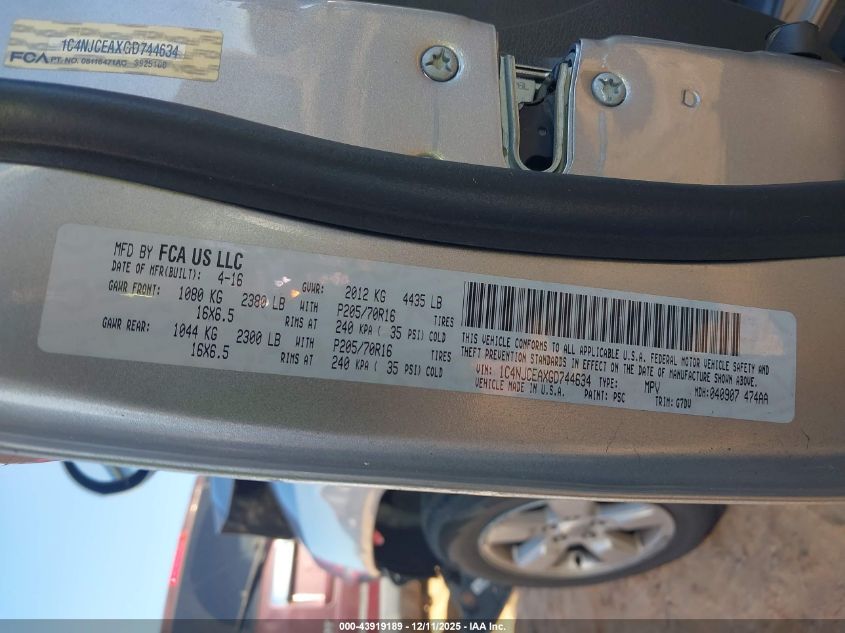 1C4NJCEAXGD744634
FCA PT. NO. 05116471AC
MFD BY FCA US LLC
DATE OF MFR(BUILT): 4-16 GVWR: 2012 KG 4435 LB
GAWR FRONT: 1080 KG 2380 LB WITH P205/70R16 TIRES
16X6.5 RIMS AT 240 KPA ( 35 PSI) COLD
GAWR REAR: 1044 KG 2300 LB WITH P205/70R16 TIRES
16X6.5 RIMS AT 240 KPA ( 35 PSI) COLD
THIS VEHICLE CONFORMS TO ALL APPLICABLE U.S.A. FEDERAL MOTOR VEHICLE SAFETY AND
THEFT PREVENTION STANDARDS IN EFFECT ON THE DATE OF MANUFACTURE SHOWN ABOVE.
VIN: 1C4NJCEAXGD744634 TYPE: MPV MDH:040907 474AA
VEHICLE MADE IN U.S.A. PAINT: PSC TRIM: G7DV
000-43919189 - 12/11/2025 - IAA Inc.